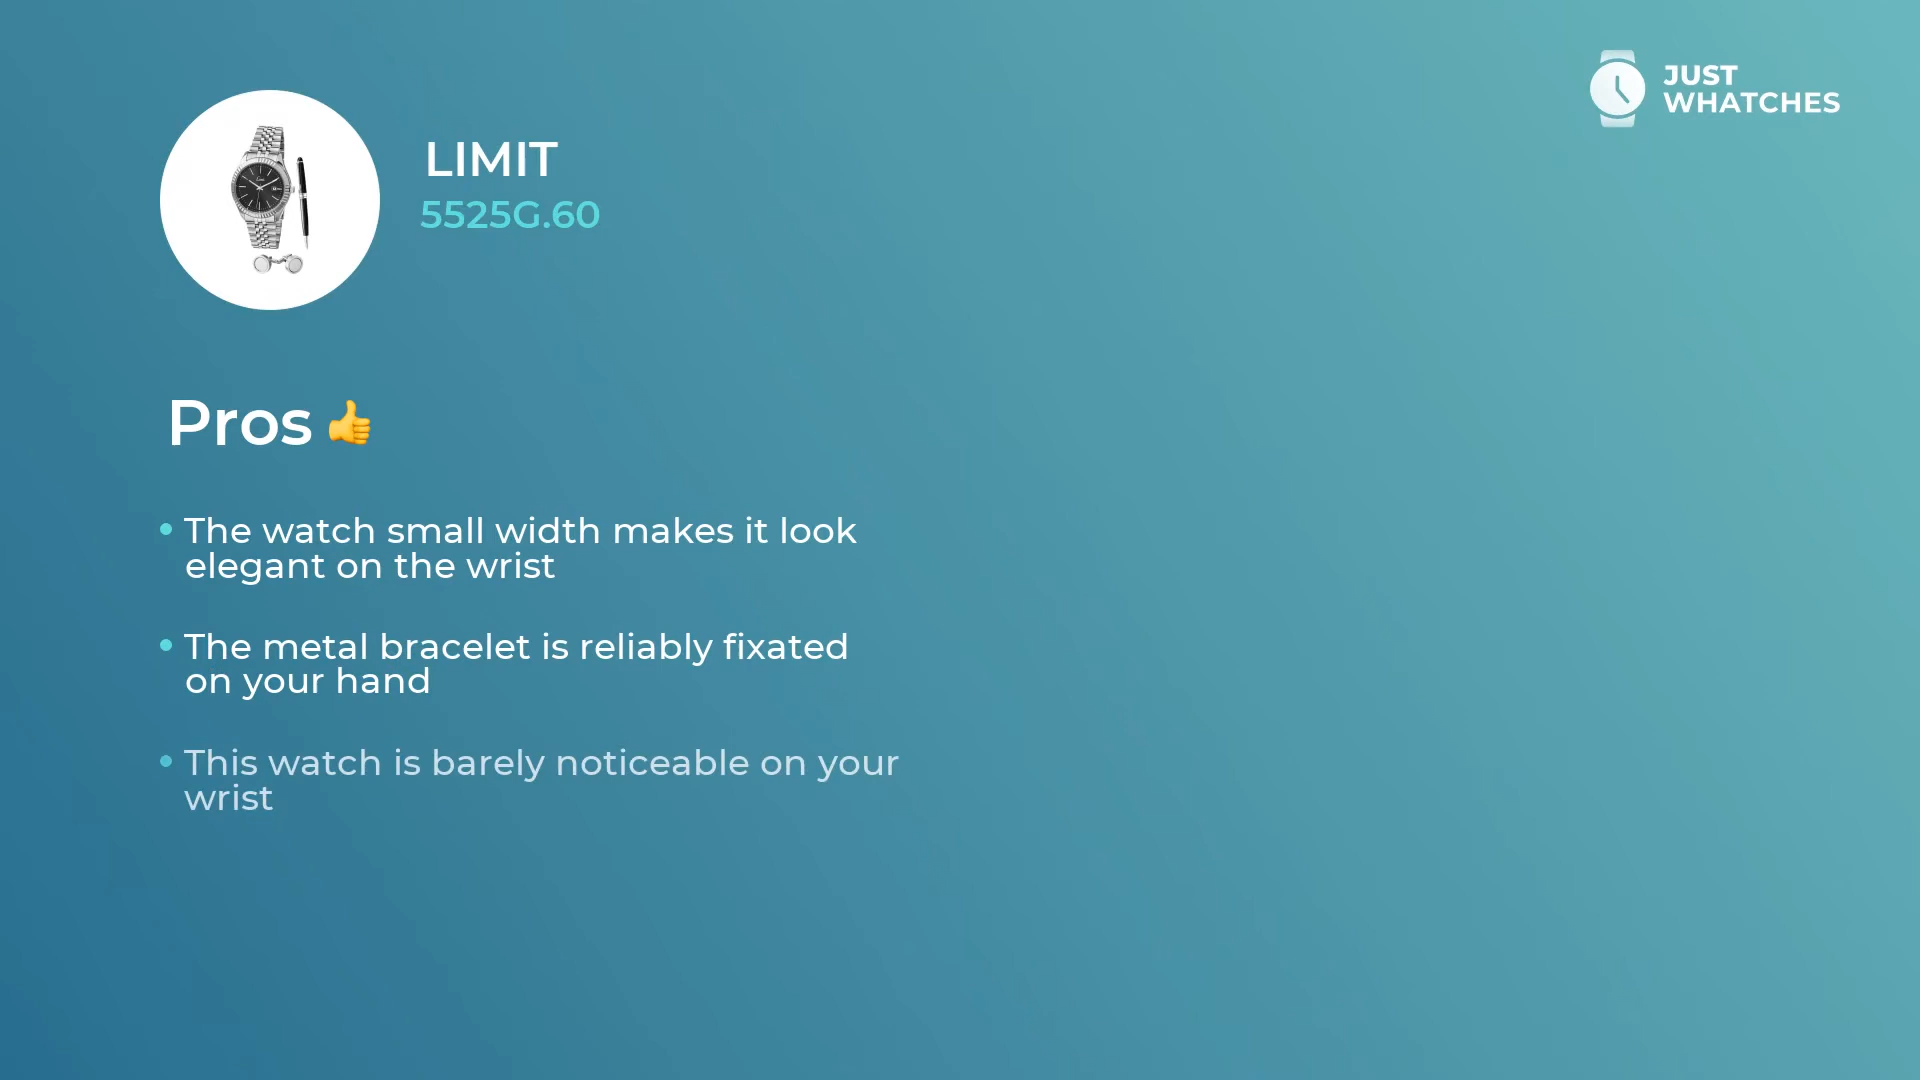 JUST
WHATCHES
LIMIT
5525G.60
Pros
The watch small width makes it look
elegant on the wrist
The metal bracelet is reliably fixated
on your hand
This watch is barely noticeable on your
wrist